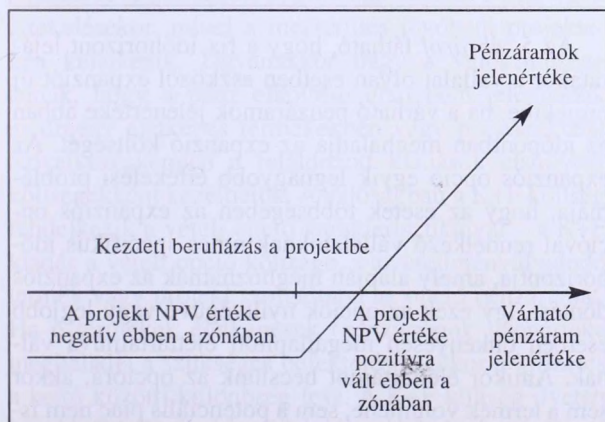 Pénzáramok
jelenértéke
Kezdeti beruházás a projektbe
A projekt NPV értéke
negatív ebben a zónában
A projekt
NPV értéke
pozitívra
vált ebben a
zónában
Várható
pénzáram
jelenértéke